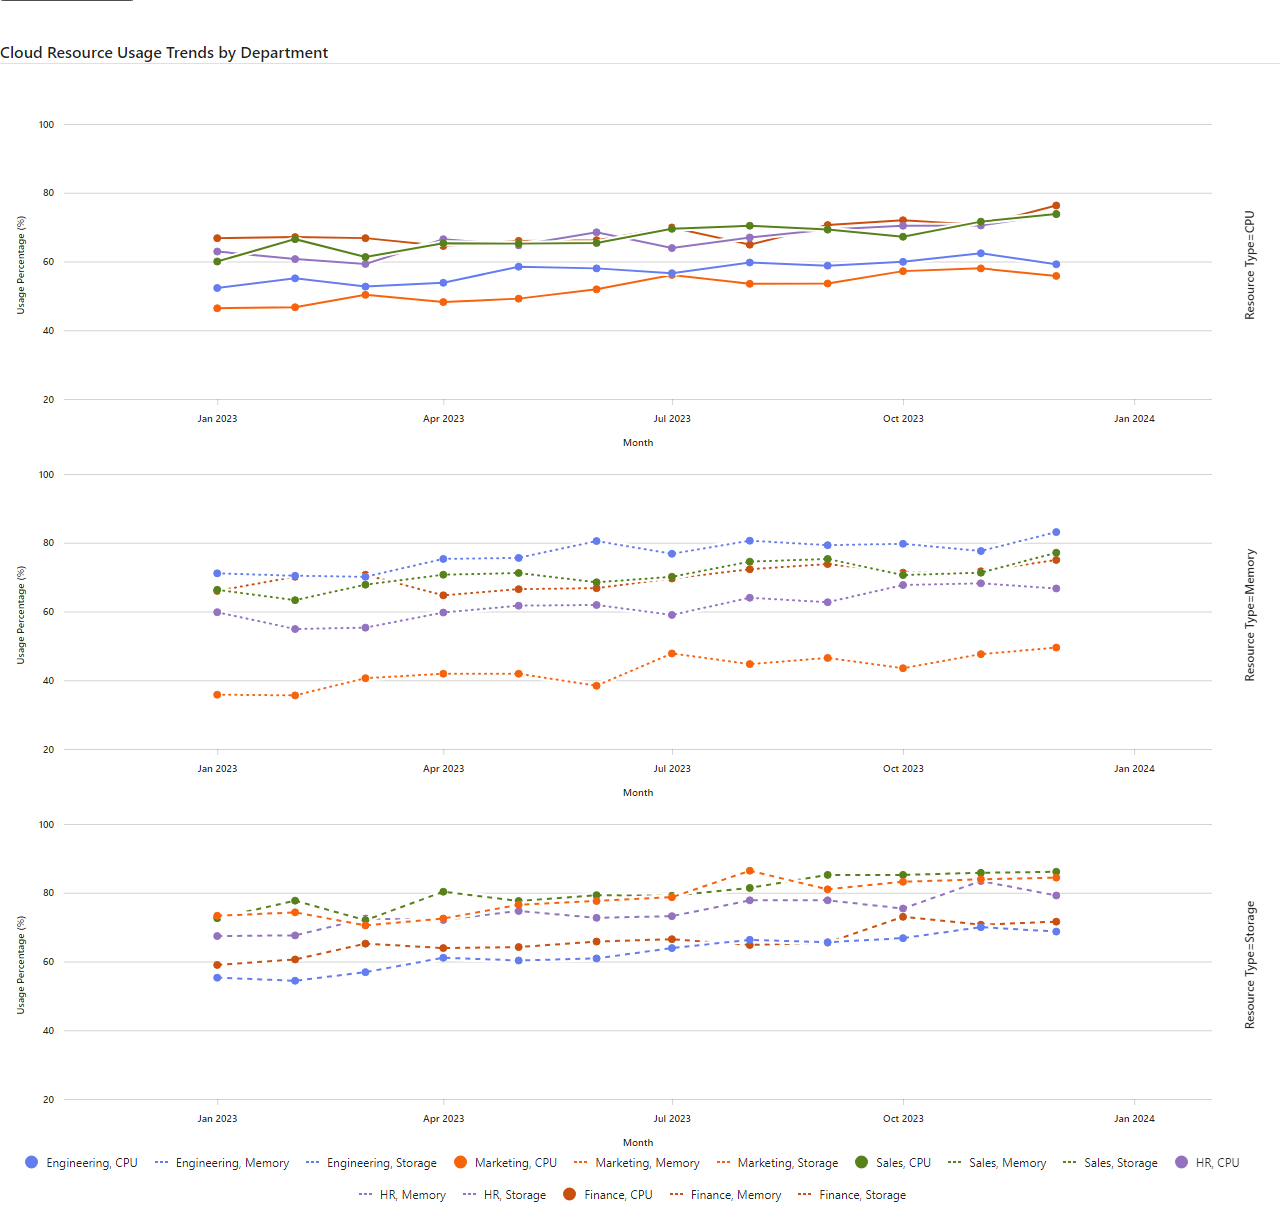 Cloud Resource Usage Trends by Department
100
80
60
40
20
Usage Percentage (%)
Resource Type=CPU
Jan 2023 Apr 2023 Jul 2023 Oct 2023 Jan 2024
Month
100
80
60
40
20
Usage Percentage (%)
Resource Type=Memory
Jan 2023 Apr 2023 Jul 2023 Oct 2023 Jan 2024
Month
100
80
60
40
20
Usage Percentage (%)
Resource Type=Storage
Jan 2023 Apr 2023 Jul 2023 Oct 2023 Jan 2024
Month
Engineering, CPU Engineering, Memory Engineering, Storage Marketing, CPU Marketing, Memory Marketing, Storage Sales, CPU Sales, Memory Sales, Storage HR, CPU
HR, Memory HR, Storage Finance, CPU Finance, Memory Finance, Storage